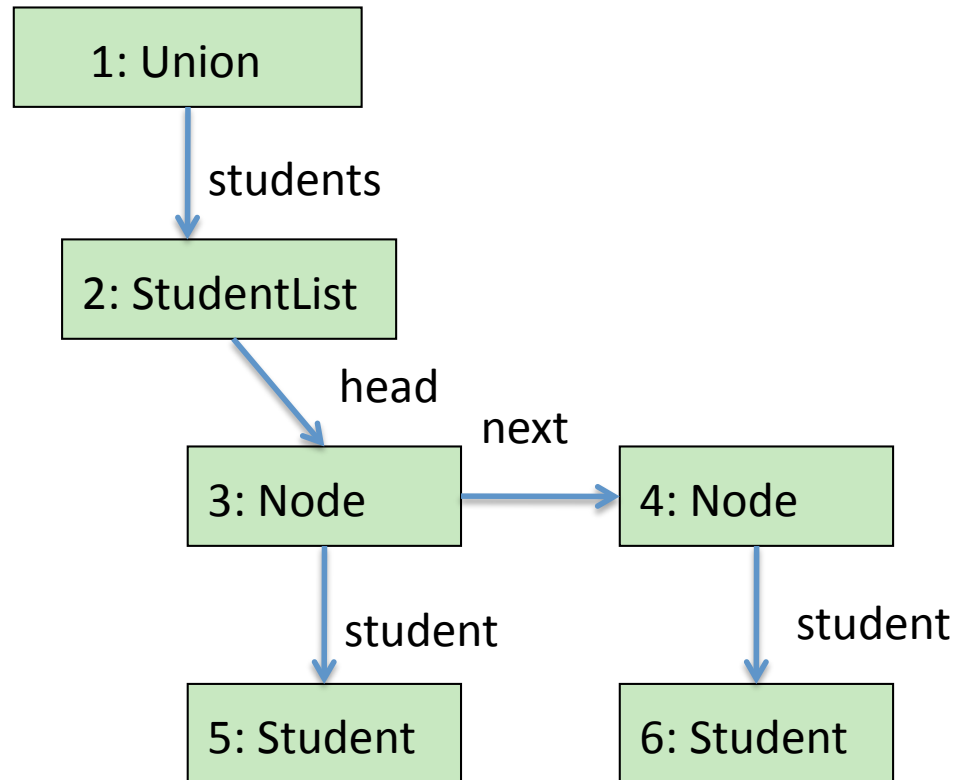 1: Union
students
2: StudentList
head
next
3: Node
4: Node
student
student
5: Student
6: Student